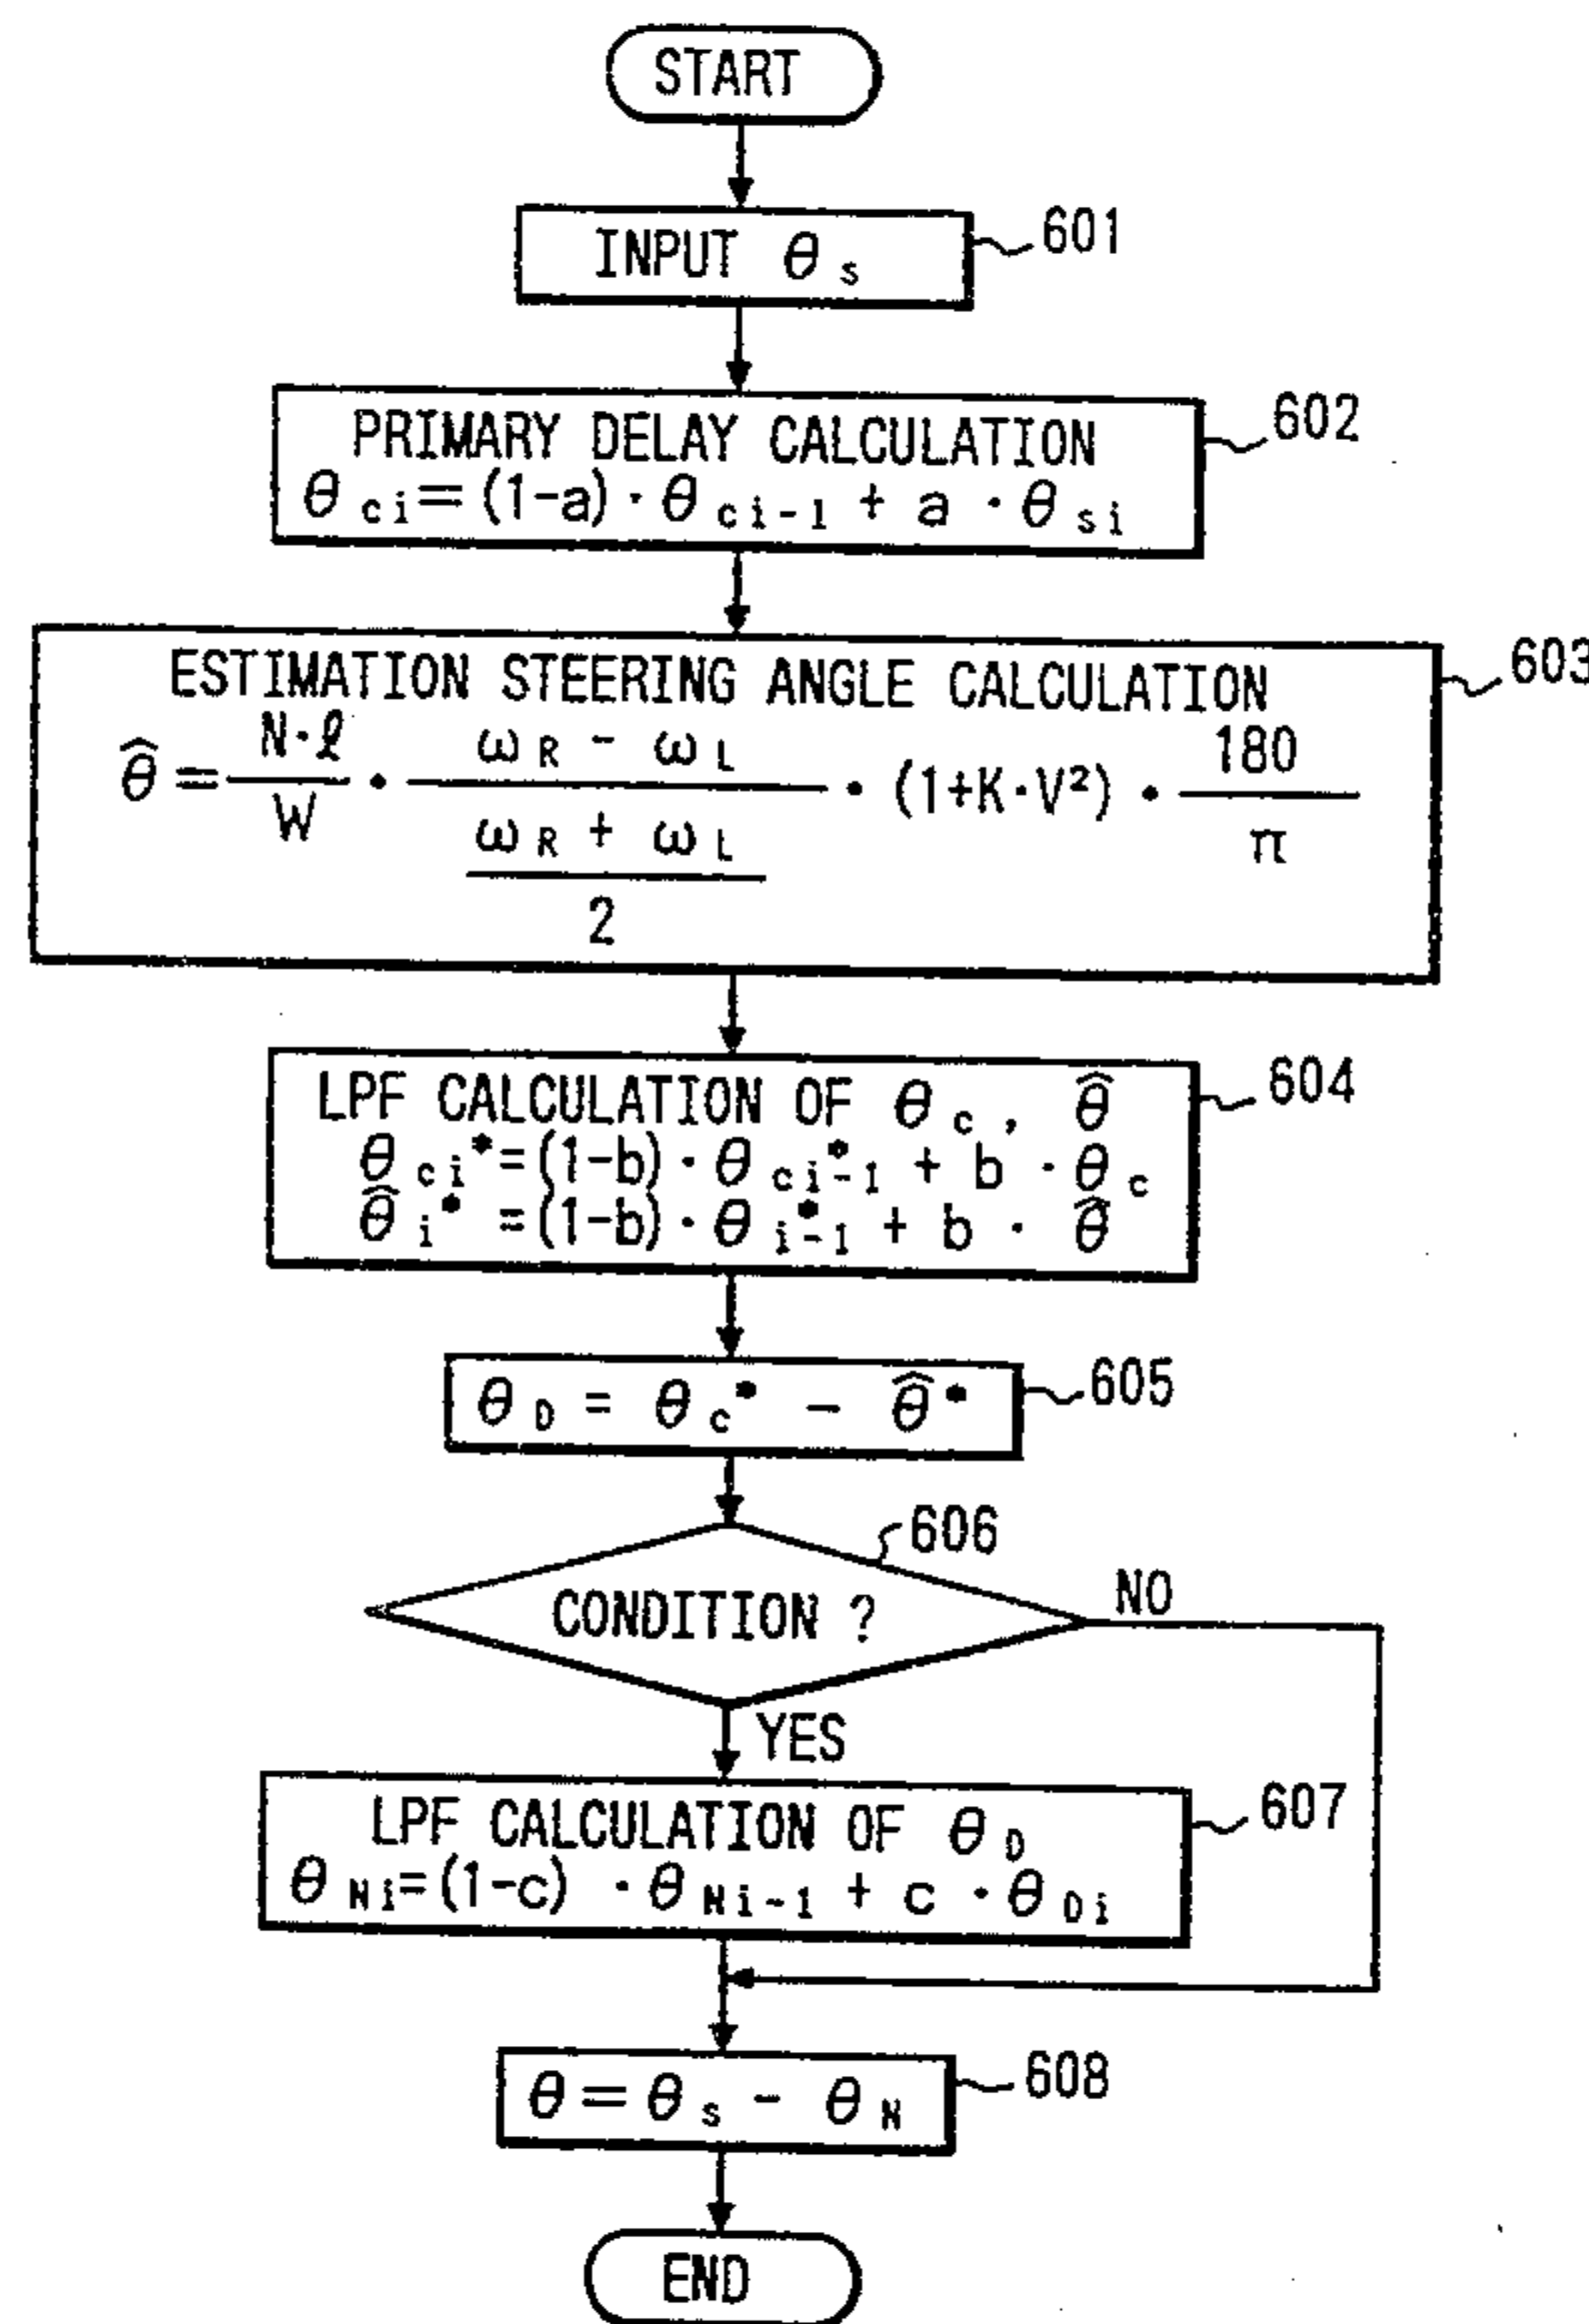 START
INPUT θs
601
PRIMARY DELAY CALCULATION
602
θci=(1-a)·θci-1 + a·θsi
ESTIMATION STEERING ANGLE CALCULATION
603
θ̂ = N·ℓ/W · (ωR - ωL)/((ωR + ωL)/2) · (1+K·V²) · 180/π
LPF CALCULATION OF θc, θ̂
604
θci*=(1-b)·θci-1* + b·θc
θ̂i* =(1-b)·θi-1* + b·θ̂
θD = θc* - θ̂*
605
606
CONDITION ?
NO
YES
LPF CALCULATION OF θD
607
θNi=(1-c)·θNi-1 + c·θDi
θ = θs - θN
608
END